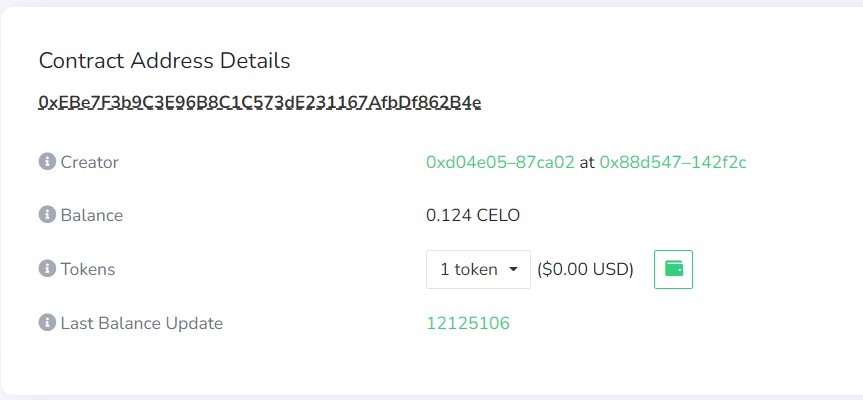 Contract Address Details
0xEBe7F3b9C3E96B8C1C573dE231167AfbDf862B4e
Creator 0xd04e05–87ca02 at 0x88d547–142f2c
Balance 0.124 CELO
Tokens 1 token ($0.00 USD)
Last Balance Update 12125106